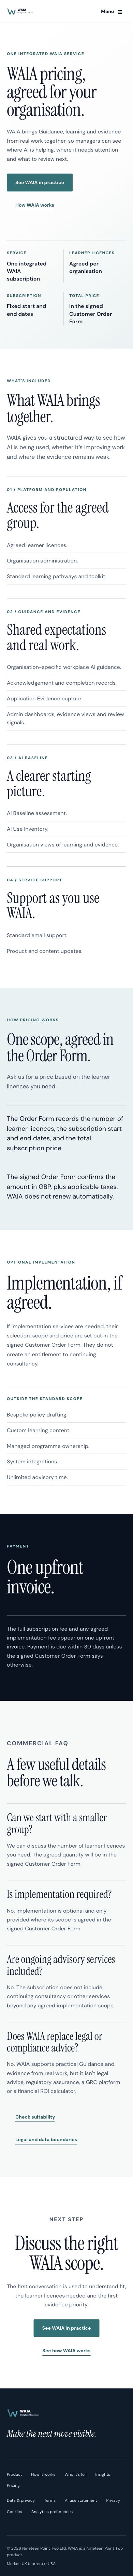 WAIA
Menu
ONE INTEGRATED WAIA SERVICE
WAIA pricing,
agreed for your
organisation.
WAIA brings Guidance, learning and evidence
from real work together, so managers can see
where AI is helping, where it needs attention
and what to review next.
See WAIA in practice
How WAIA works
SERVICE
One integrated
WAIA
subscription
LEARNER LICENCES
Agreed per
organisation
SUBSCRIPTION
Fixed start and
end dates
TOTAL PRICE
In the signed
Customer Order
Form
WHAT'S INCLUDED
What WAIA brings
together.
WAIA gives you a structured way to see how
AI is being used, whether it's improving work
and where the evidence remains weak.
01 / PLATFORM AND POPULATION
Access for the agreed
group.
Agreed learner licences.
Organisation administration.
Standard learning pathways and toolkit.
02 / GUIDANCE AND EVIDENCE
Shared expectations
and real work.
Organisation-specific workplace AI guidance.
Acknowledgement and completion records.
Application Evidence capture.
Admin dashboards, evidence views and review
signals.
03 / AI BASELINE
A clearer starting
picture.
AI Baseline assessment.
AI Use Inventory.
Organisation views of learning and evidence.
04 / SERVICE SUPPORT
Support as you use
WAIA.
Standard email support.
Product and content updates.
HOW PRICING WORKS
One scope, agreed in
the Order Form.
Ask us for a price based on the learner
licences you need.
The Order Form records the number of
learner licences, the subscription start
and end dates, and the total
subscription price.
The signed Order Form confirms the
amount in GBP, plus applicable taxes.
WAIA does not renew automatically.
OPTIONAL IMPLEMENTATION
Implementation, if
agreed.
If implementation services are needed, their
selection, scope and price are set out in the
signed Customer Order Form. They do not
create an entitlement to continuing
consultancy.
OUTSIDE THE STANDARD SCOPE
Bespoke policy drafting.
Custom learning content.
Managed programme ownership.
System integrations.
Unlimited advisory time.
PAYMENT
One upfront
invoice.
The full subscription fee and any agreed
implementation fee appear on one upfront
invoice. Payment is due within 30 days unless
the signed Customer Order Form says
otherwise.
COMMERCIAL FAQ
A few useful details
before we talk.
Can we start with a smaller
group?
We can discuss the number of learner licences
you need. The agreed quantity will be in the
signed Customer Order Form.
Is implementation required?
No. Implementation is optional and only
provided where its scope is agreed in the
Customer Order Form.
Are ongoing advisory services
included?
No. The subscription does not include
continuing consultancy or other services
beyond any agreed implementation scope.
Does WAIA replace legal or
compliance advice?
No. WAIA supports practical Guidance and
evidence from real work, but it isn't legal
advice, regulatory assurance, a GRC platform
or a financial ROI calculator.
Check suitability
Legal and data boundaries
NEXT STEP
Discuss the right
WAIA scope.
The first conversation is used to understand fit,
the learner licences needed and the first
evidence priority.
See WAIA in practice
See how WAIA works
WAIA
Make the next move visible.
Product How it works Who it's for Insights
Pricing
Data & privacy Terms AI use statement Privacy
Cookies Analytics preferences
© 2026 Nineteen Point Two Ltd. WAIA is a Nineteen Point Two
product.
Market: UK (current) · USA